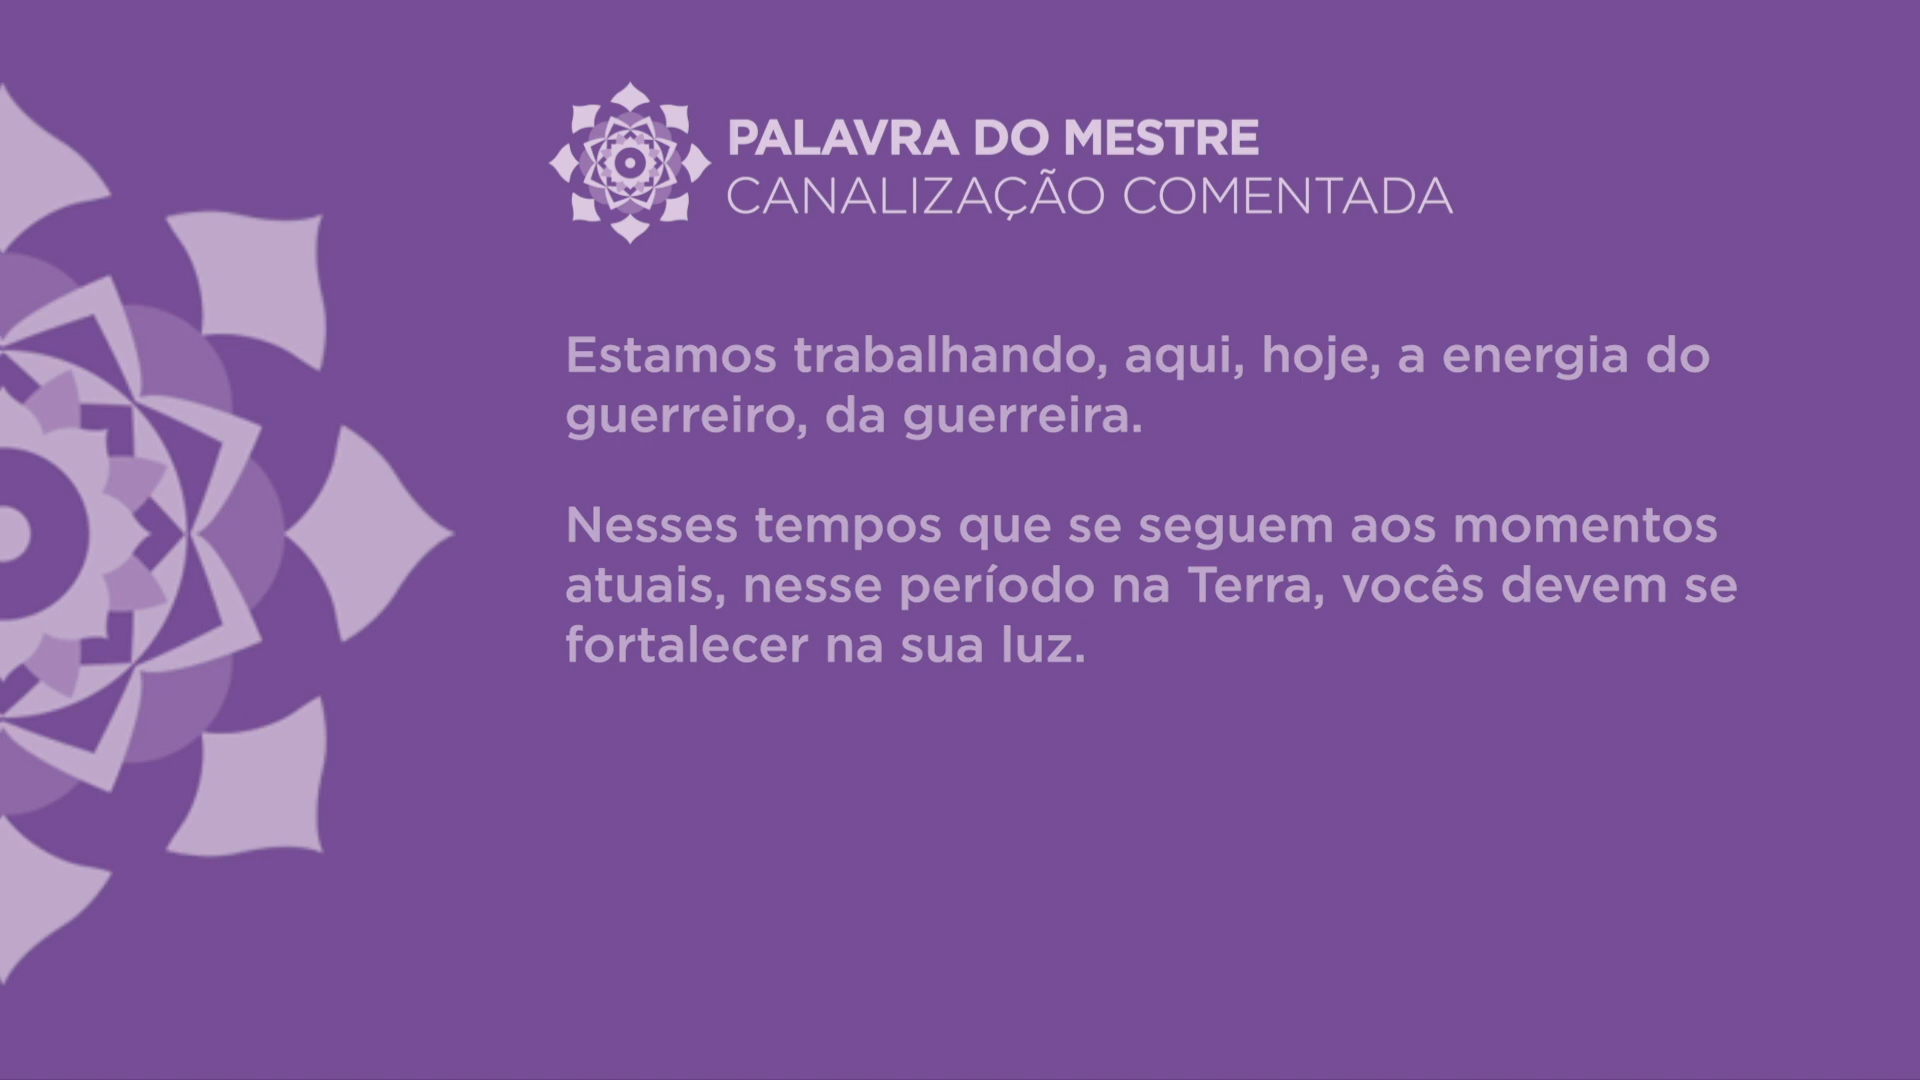 PALAVRA DO MESTRE
CANALIZAÇÃO COMENTADA
Estamos trabalhando, aqui, hoje, a energia do
guerreiro, da guerreira.
Nesses tempos que se seguem aos momentos
atuais, nesse período na Terra, vocês devem se
fortalecer na sua luz.